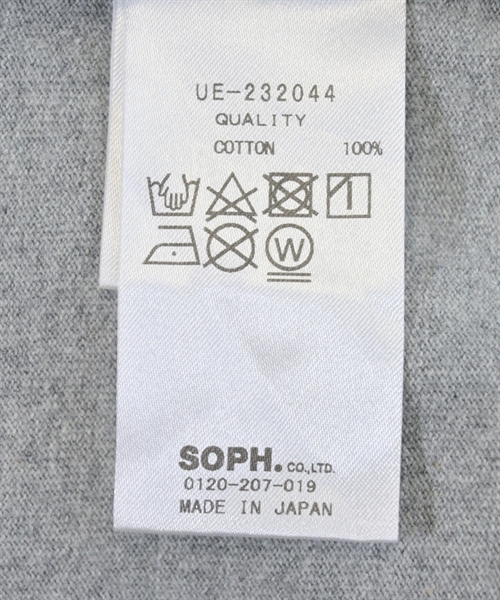 UE-232044
QUALITY
COTTON 100%
W
SOPH. CO.,LTD.
0120-207-019
MADE IN JAPAN